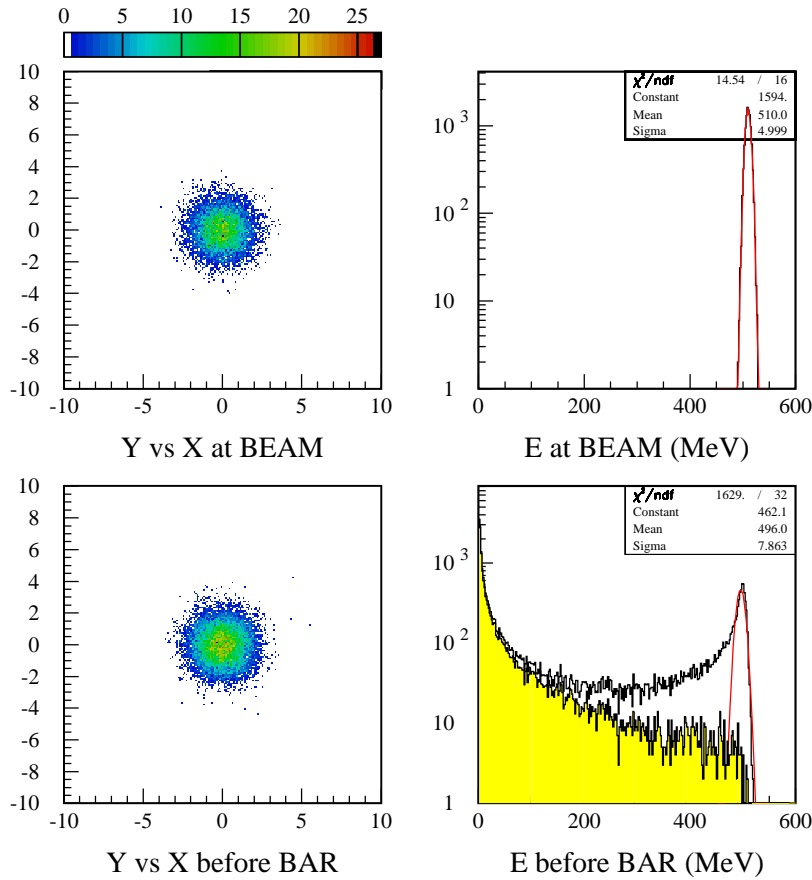 0 5 10 15 20 25
10
8
6
4
2
0
-2
-4
-6
-8
-10
-10 -5 0 5 10
Y vs X at BEAM
χ²/ndf 14.54 / 16
Constant 1594.
Mean 510.0
Sigma 4.999
10³
10²
10
1
0 200 400 600
E at BEAM (MeV)
10
8
6
4
2
0
-2
-4
-6
-8
-10
-10 -5 0 5 10
Y vs X before BAR
χ²/ndf 1629. / 32
Constant 462.1
Mean 496.0
Sigma 7.863
10³
10²
10
1
0 200 400 600
E before BAR (MeV)